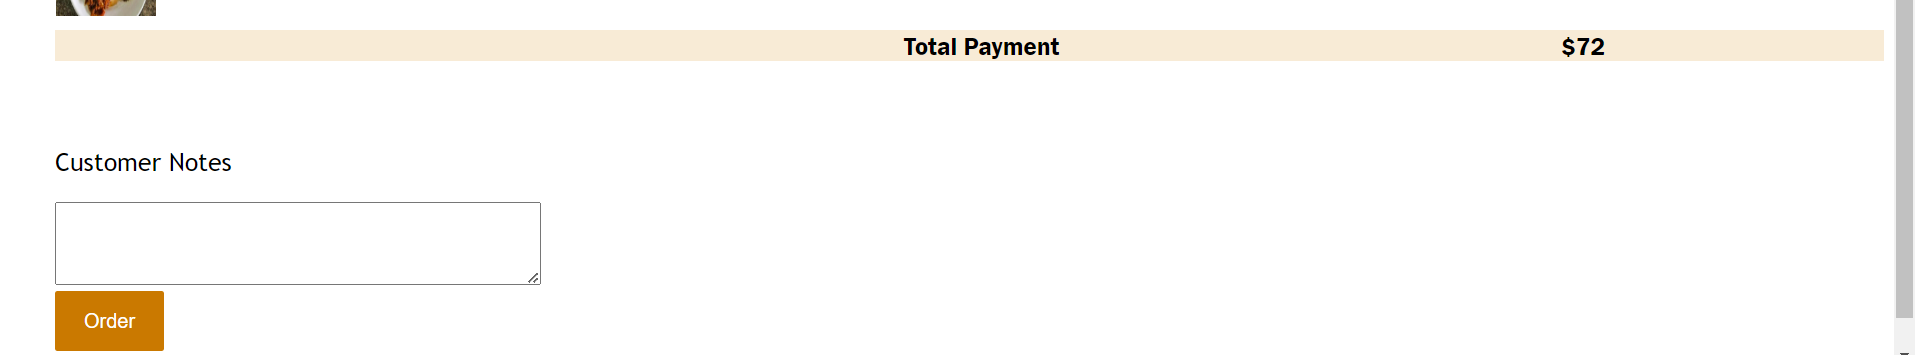 Total Payment $72
Customer Notes
Order